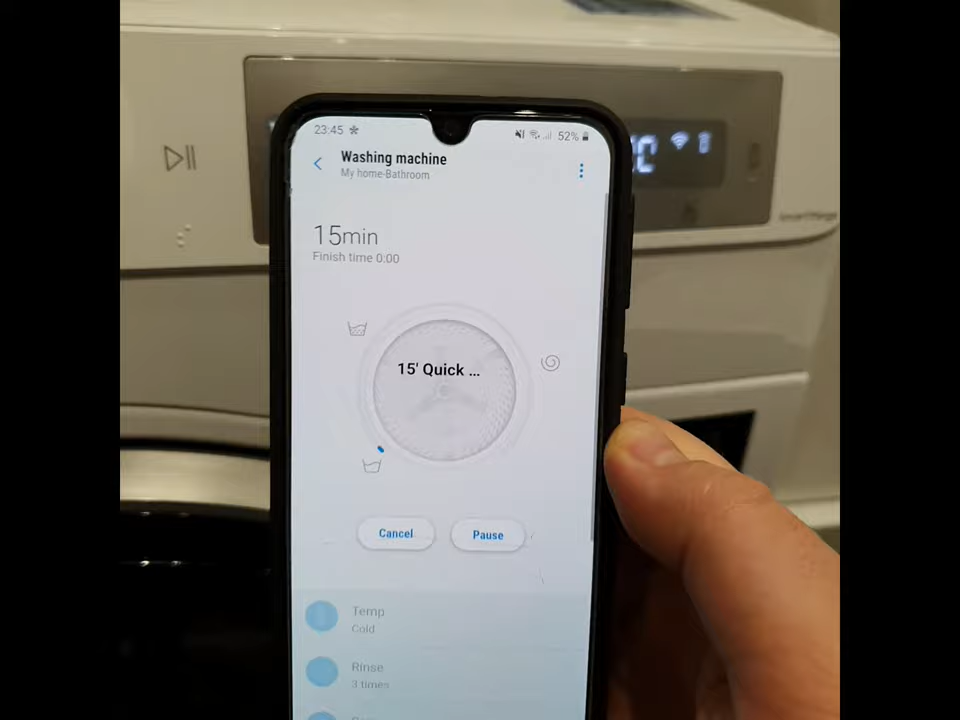 23:45
52%
Washing machine
My home-Bathroom
15min
Finish time 0:00
15' Quick ...
Cancel
Pause
Temp
Cold
Rinse
3 times